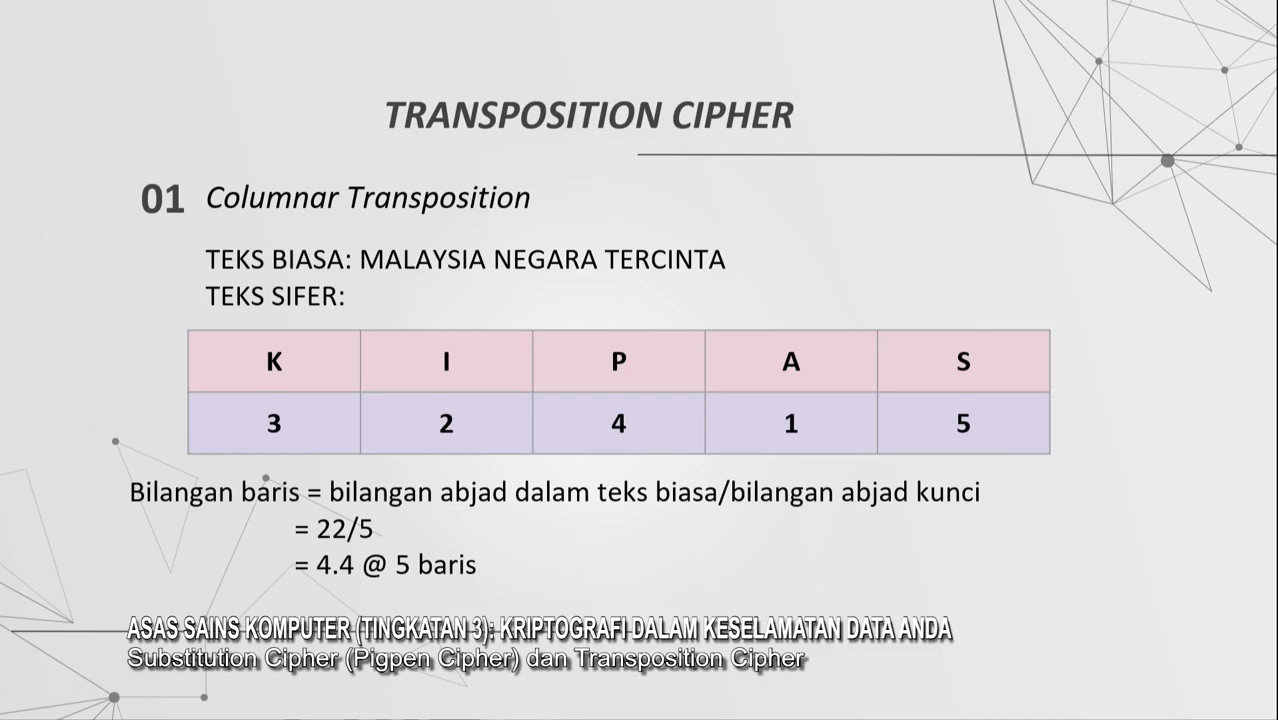 TRANSPOSITION CIPHER
01 Columnar Transposition
TEKS BIASA: MALAYSIA NEGARA TERCINTA
TEKS SIFER:
K I P A S
3 2 4 1 5
Bilangan baris = bilangan abjad dalam teks biasa/bilangan abjad kunci
= 22/5
= 4.4 @ 5 baris
ASAS SAINS KOMPUTER (TINGKATAN 3): KRIPTOGRAFI DALAM KESELAMATAN DATA ANDA
Substitution Cipher (Pigpen Cipher) dan Transposition Cipher